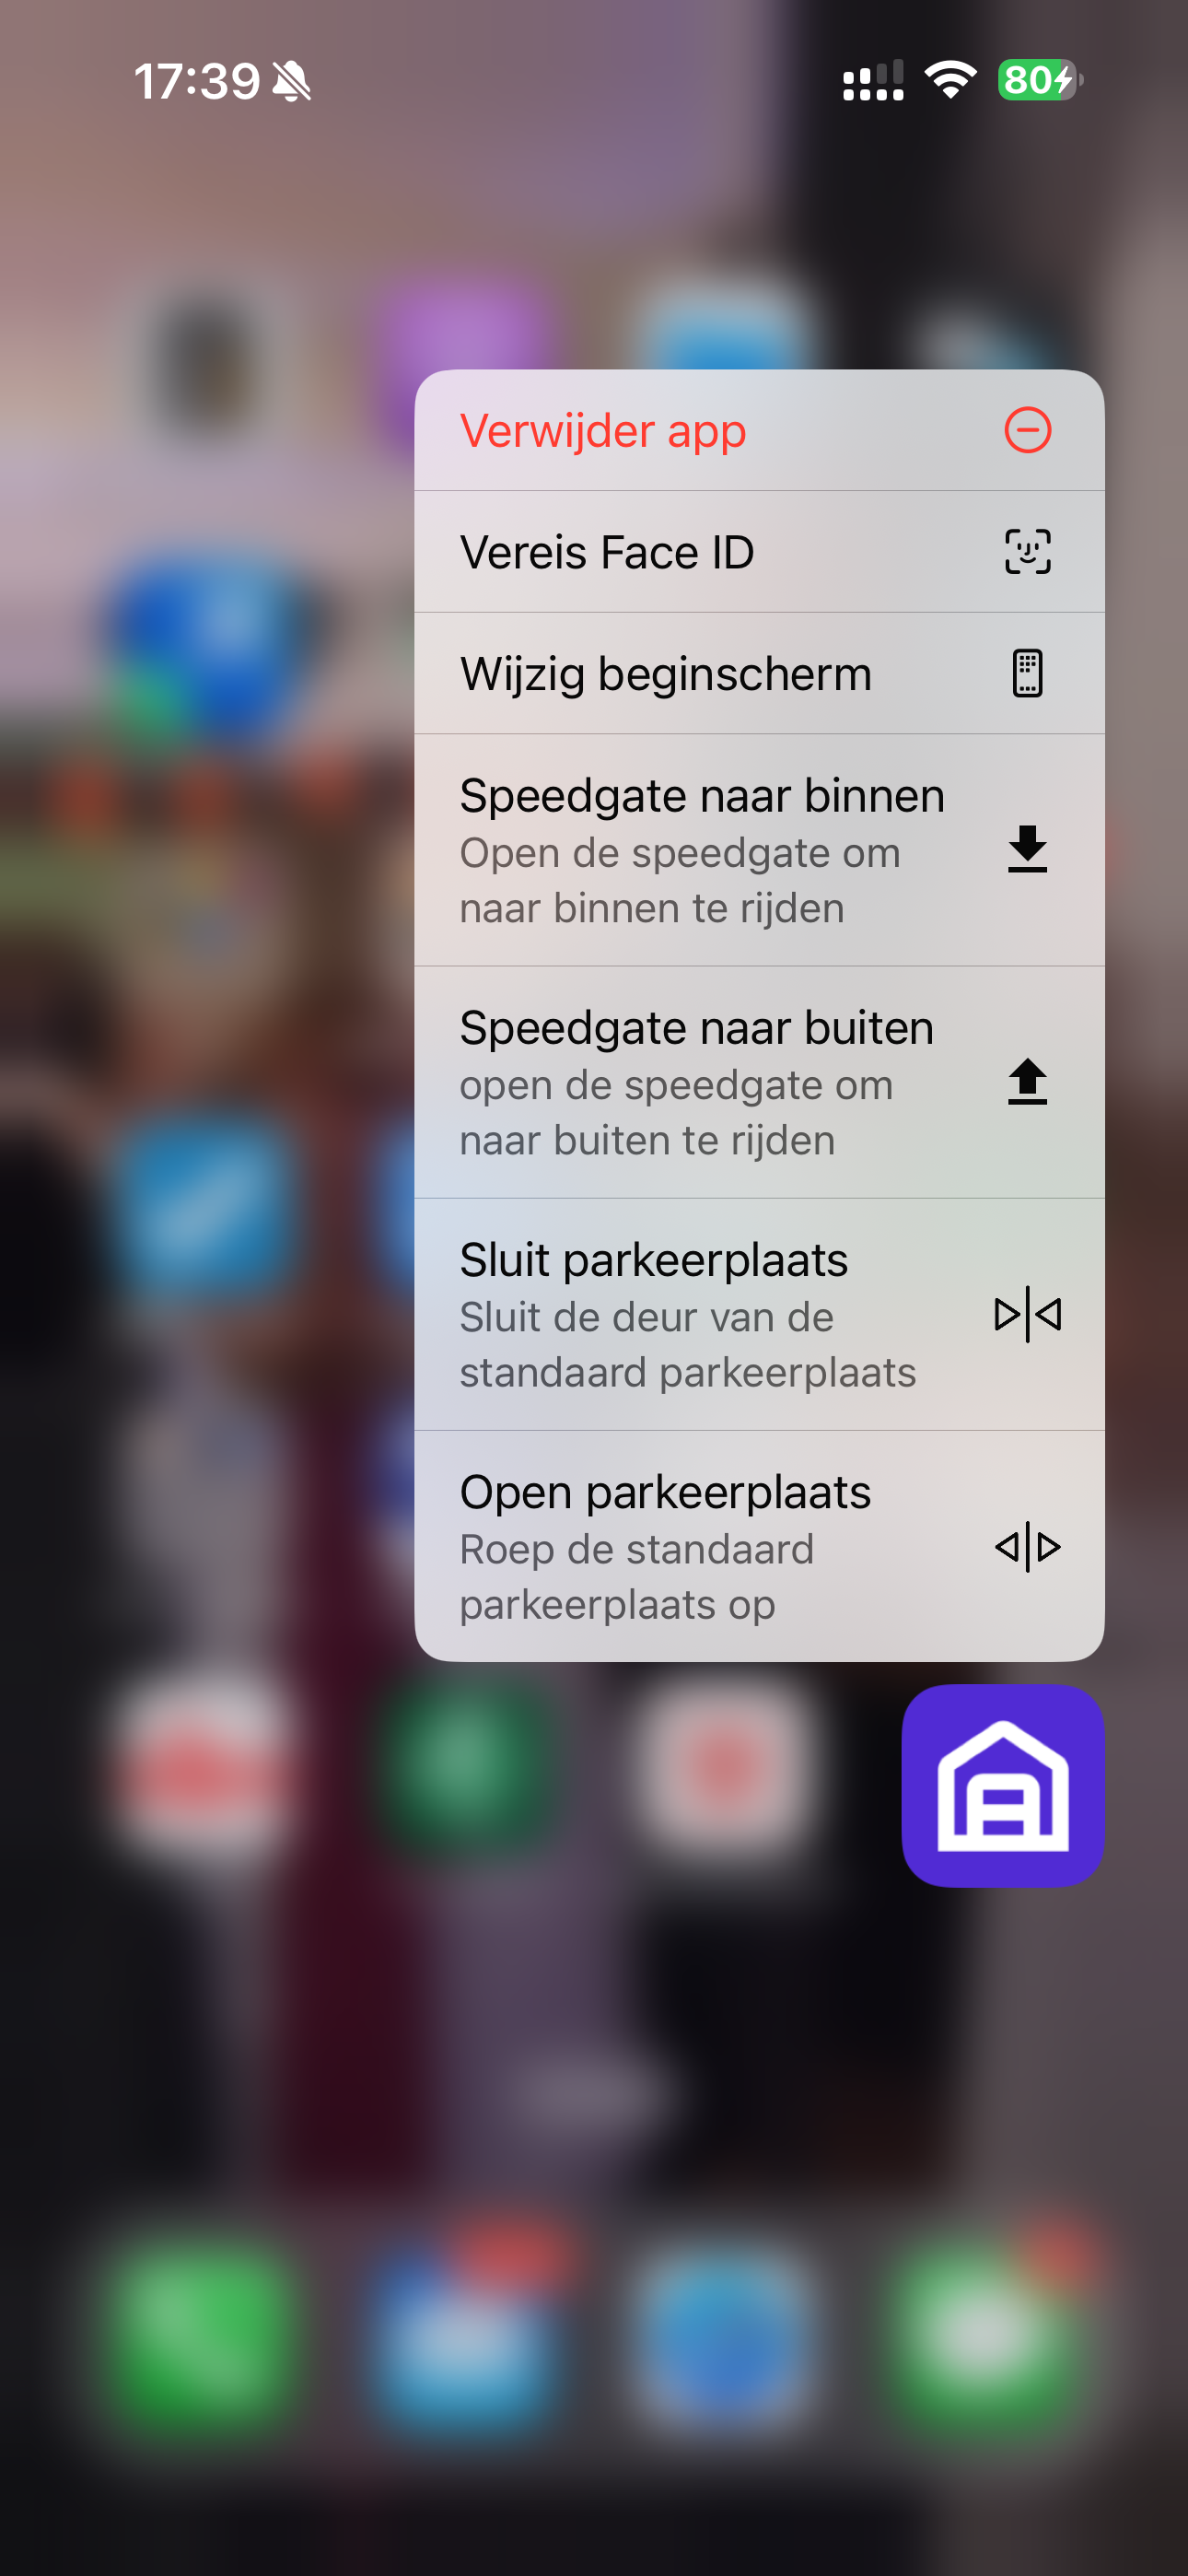 17:39
80
Verwijder app
Vereis Face ID
Wijzig beginscherm
Speedgate naar binnen
Open de speedgate om
naar binnen te rijden
Speedgate naar buiten
open de speedgate om
naar buiten te rijden
Sluit parkeerplaats
Sluit de deur van de
standaard parkeerplaats
Open parkeerplaats
Roep de standaard
parkeerplaats op